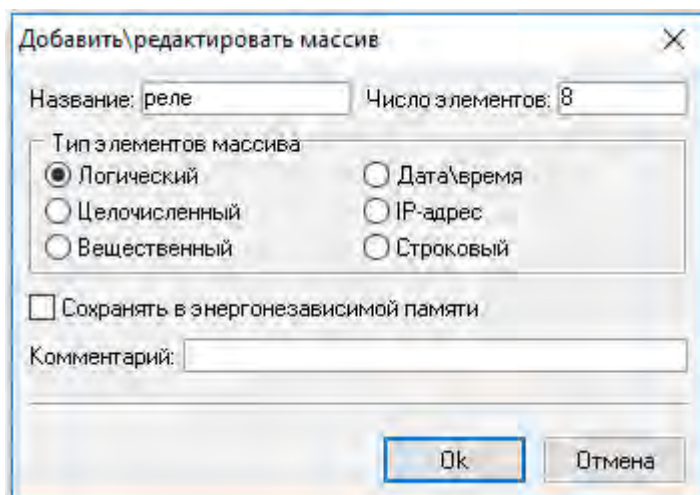 Добавить\редактировать массив
Название: реле Число элементов: 8
Тип элементов массива
Логический Дата\время
Целочисленный IP-адрес
Вещественный Строковый
Сохранять в энергонезависимой памяти
Комментарий:
Ok Отмена